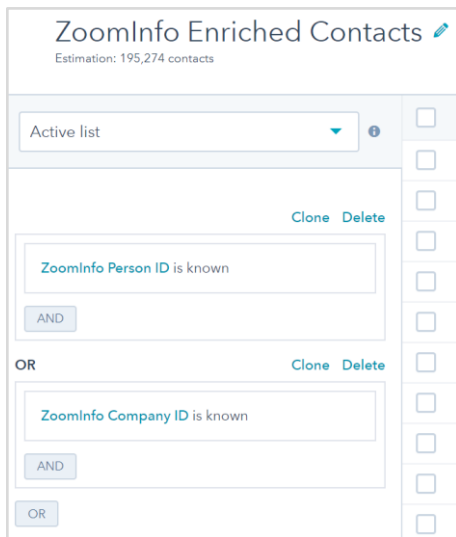 ZoomInfo Enriched Contacts
Estimation: 195,274 contacts
Active list
Clone Delete
ZoomInfo Person ID is known
AND
OR Clone Delete
ZoomInfo Company ID is known
AND
OR